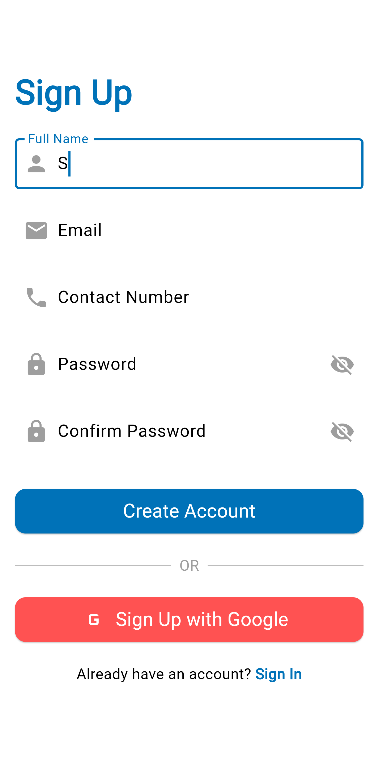 Sign Up
Full Name
S
Email
Contact Number
Password
Confirm Password
Create Account
OR
G Sign Up with Google
Already have an account? Sign In